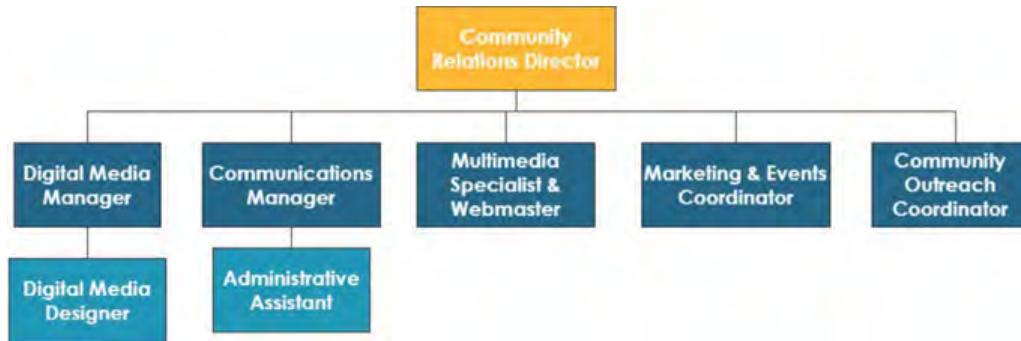 Community
Relations Director
Digital Media
Manager
Communications
Manager
Multimedia
Specialist &
Webmaster
Marketing & Events
Coordinator
Community
Outreach
Coordinator
Digital Media
Designer
Administrative
Assistant